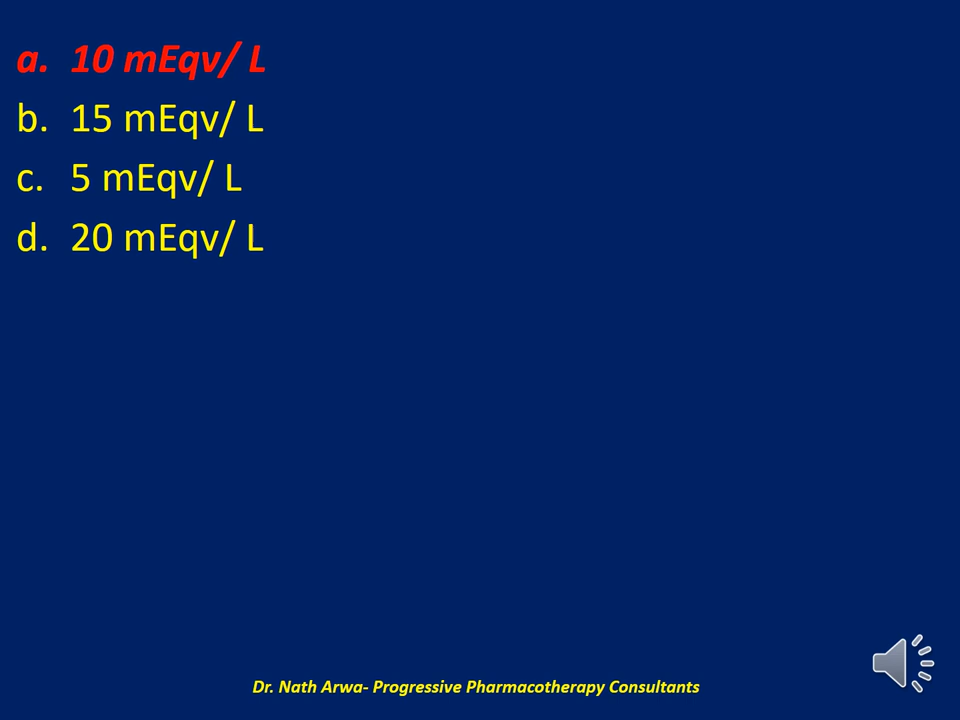 a. 10 mEqv/ L
b. 15 mEqv/ L
c. 5 mEqv/ L
d. 20 mEqv/ L
Dr. Nath Arwa- Progressive Pharmacotherapy Consultants